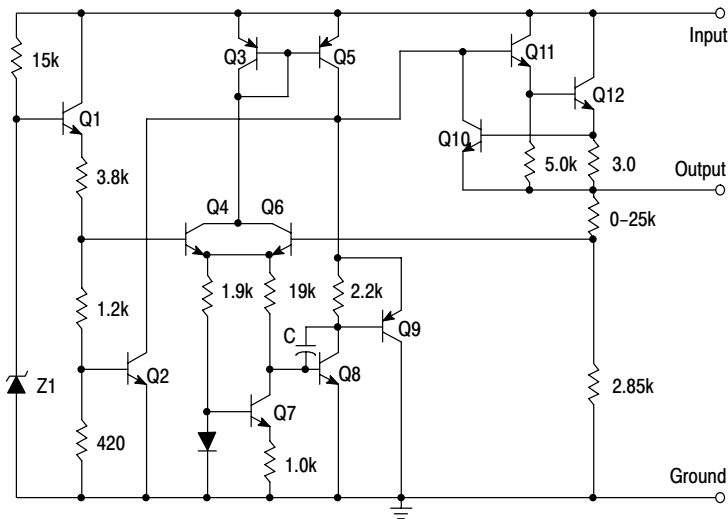 Input
15k
Q3
Q5
Q11
Q12
Q1
Q10
3.8k
5.0k
3.0
Output
Q4
Q6
0–25k
1.9k
19k
2.2k
1.2k
C
Q9
Z1
Q2
Q8
2.85k
Q7
420
1.0k
Ground